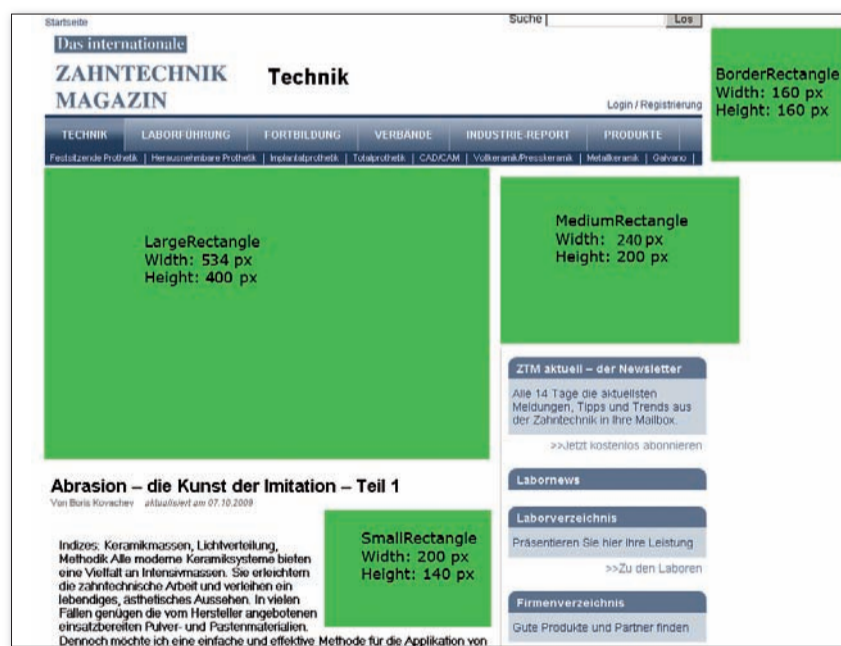 Startseite
Suche
Los
Das internationale
ZAHNTECHNIK
MAGAZIN
Technik
Login / Registrierung
TECHNIK LABORFÜHRUNG FORTBILDUNG VERBÄNDE INDUSTRIE-REPORT PRODUKTE
Festsitzende Prothetik | Herausnehmbare Prothetik | Implantatprothetik | Totalprothetik | CAD/CAM | Vollkeramik/Presskeramik | Metallkeramik | Galvano |
BorderRectangle
Width: 160 px
Height: 160 px
LargeRectangle
Width: 534 px
Height: 400 px
MediumRectangle
Width: 240 px
Height: 200 px
ZTM aktuell – der Newsletter
Alle 14 Tage die aktuellsten
Meldungen, Tipps und Trends aus
der Zahntechnik in Ihre Mailbox.
>>Jetzt kostenlos abonnieren
Labornews
Laborverzeichnis
Präsentieren Sie hier Ihre Leistung
>>Zu den Laboren
Firmenverzeichnis
Gute Produkte und Partner finden
Abrasion – die Kunst der Imitation – Teil 1
Von Boris Kovachev aktualisiert am 07.10.2009
Indizes: Keramikmassen, Lichtverteilung,
Methodik Alle moderne Keramiksysteme bieten
eine Vielfalt an Intensivmassen. Sie erleichtern
die zahntechnische Arbeit und verleihen ein
lebendiges, ästhetisches Aussehen. In vielen
Fällen genügen die vom Hersteller angebotenen
einsatzbereiten Pulver- und Pastenmaterialien.
Dennoch möchte ich eine einfache und effektive Methode für die Applikation von
SmallRectangle
Width: 200 px
Height: 140 px